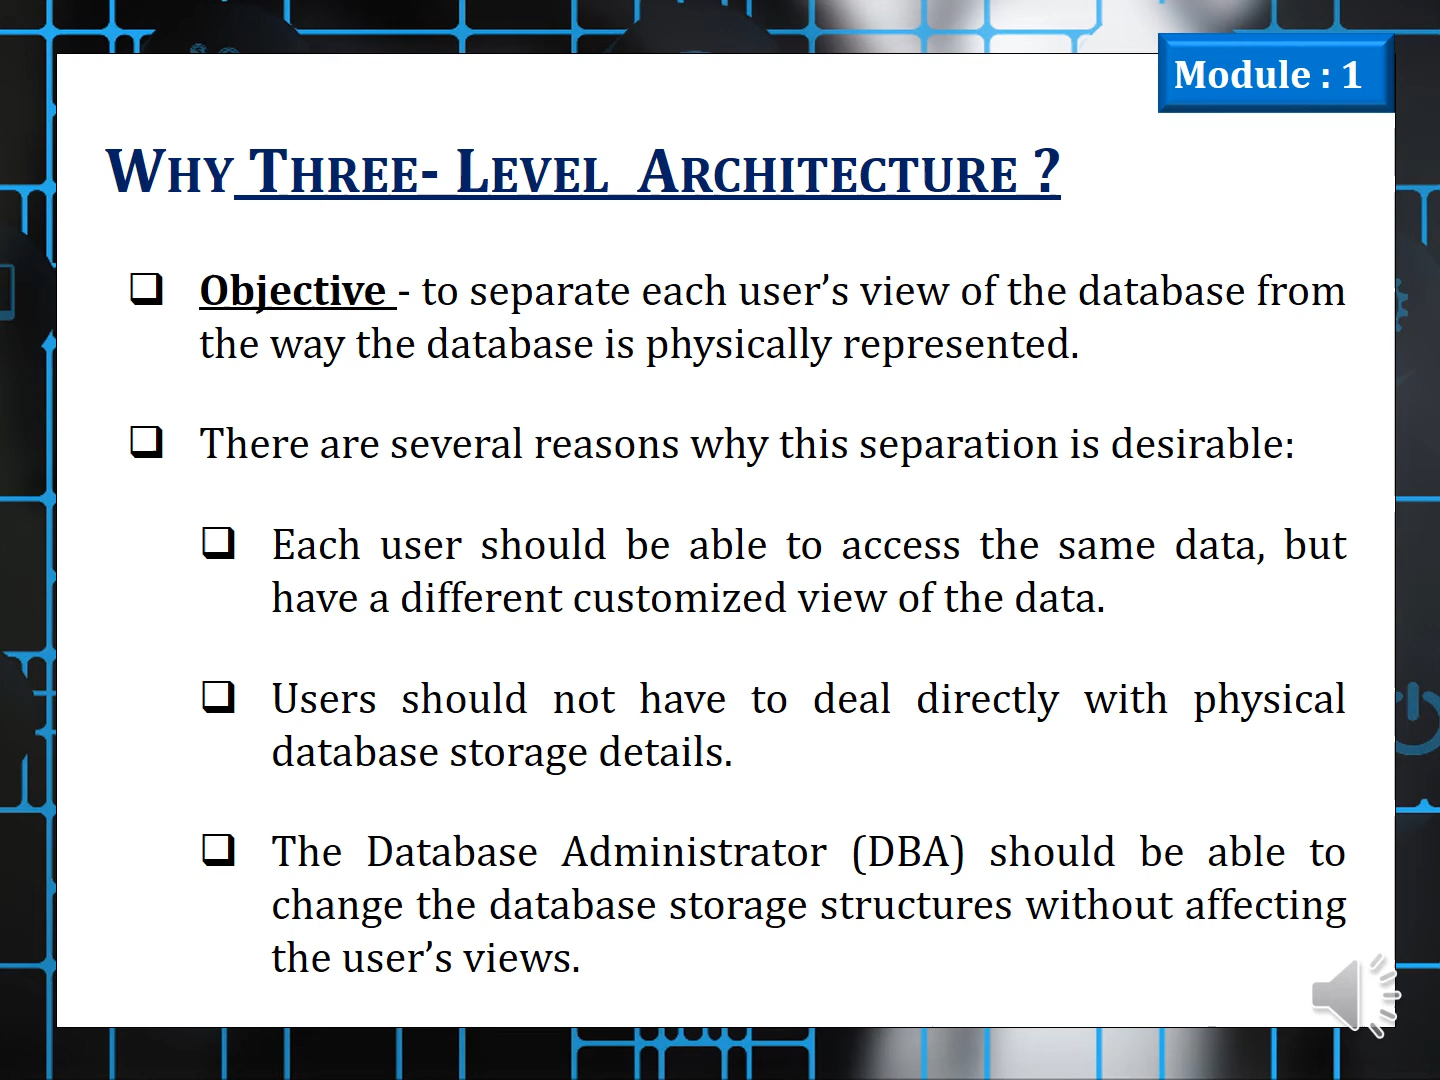 Module : 1
WHY THREE- LEVEL ARCHITECTURE ?
Objective - to separate each user’s view of the database from
the way the database is physically represented.
There are several reasons why this separation is desirable:
Each user should be able to access the same data, but
have a different customized view of the data.
Users should not have to deal directly with physical
database storage details.
The Database Administrator (DBA) should be able to
change the database storage structures without affecting
the user’s views.